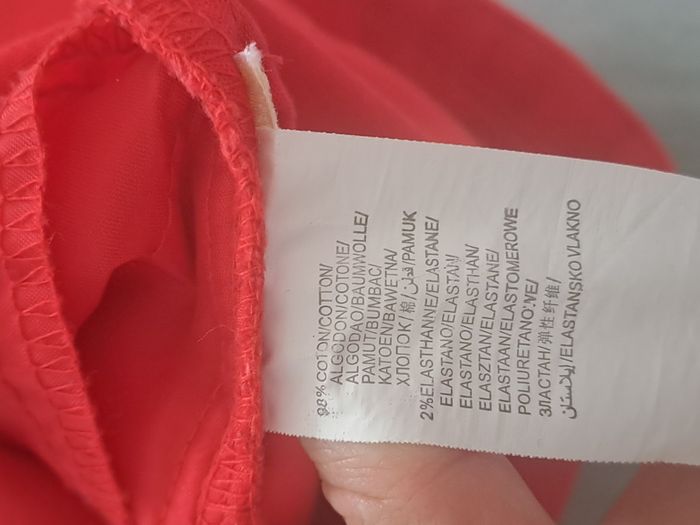 98% COTON/COTTON/
ALGODON/COTONE/
ALGODAO/BAUMWOLLE/
PAMUT/BUMBAC/
KATOEN/BAWEŁNA/
ХЛОПОК/棉/قطن/PAMUK
2%ELASTHANNE/ELASTANE/
ELASTANO/ELASTAN/
ELASTANO/ELASTHAN/
ELASZTAN/ELASTANE/
ELASTAAN/ELASTOMEROWE
POLIURETANOWE/
ЭЛАСТАН/弹性纤维/
إيلاستان/ELASTANSKO VLAKNO